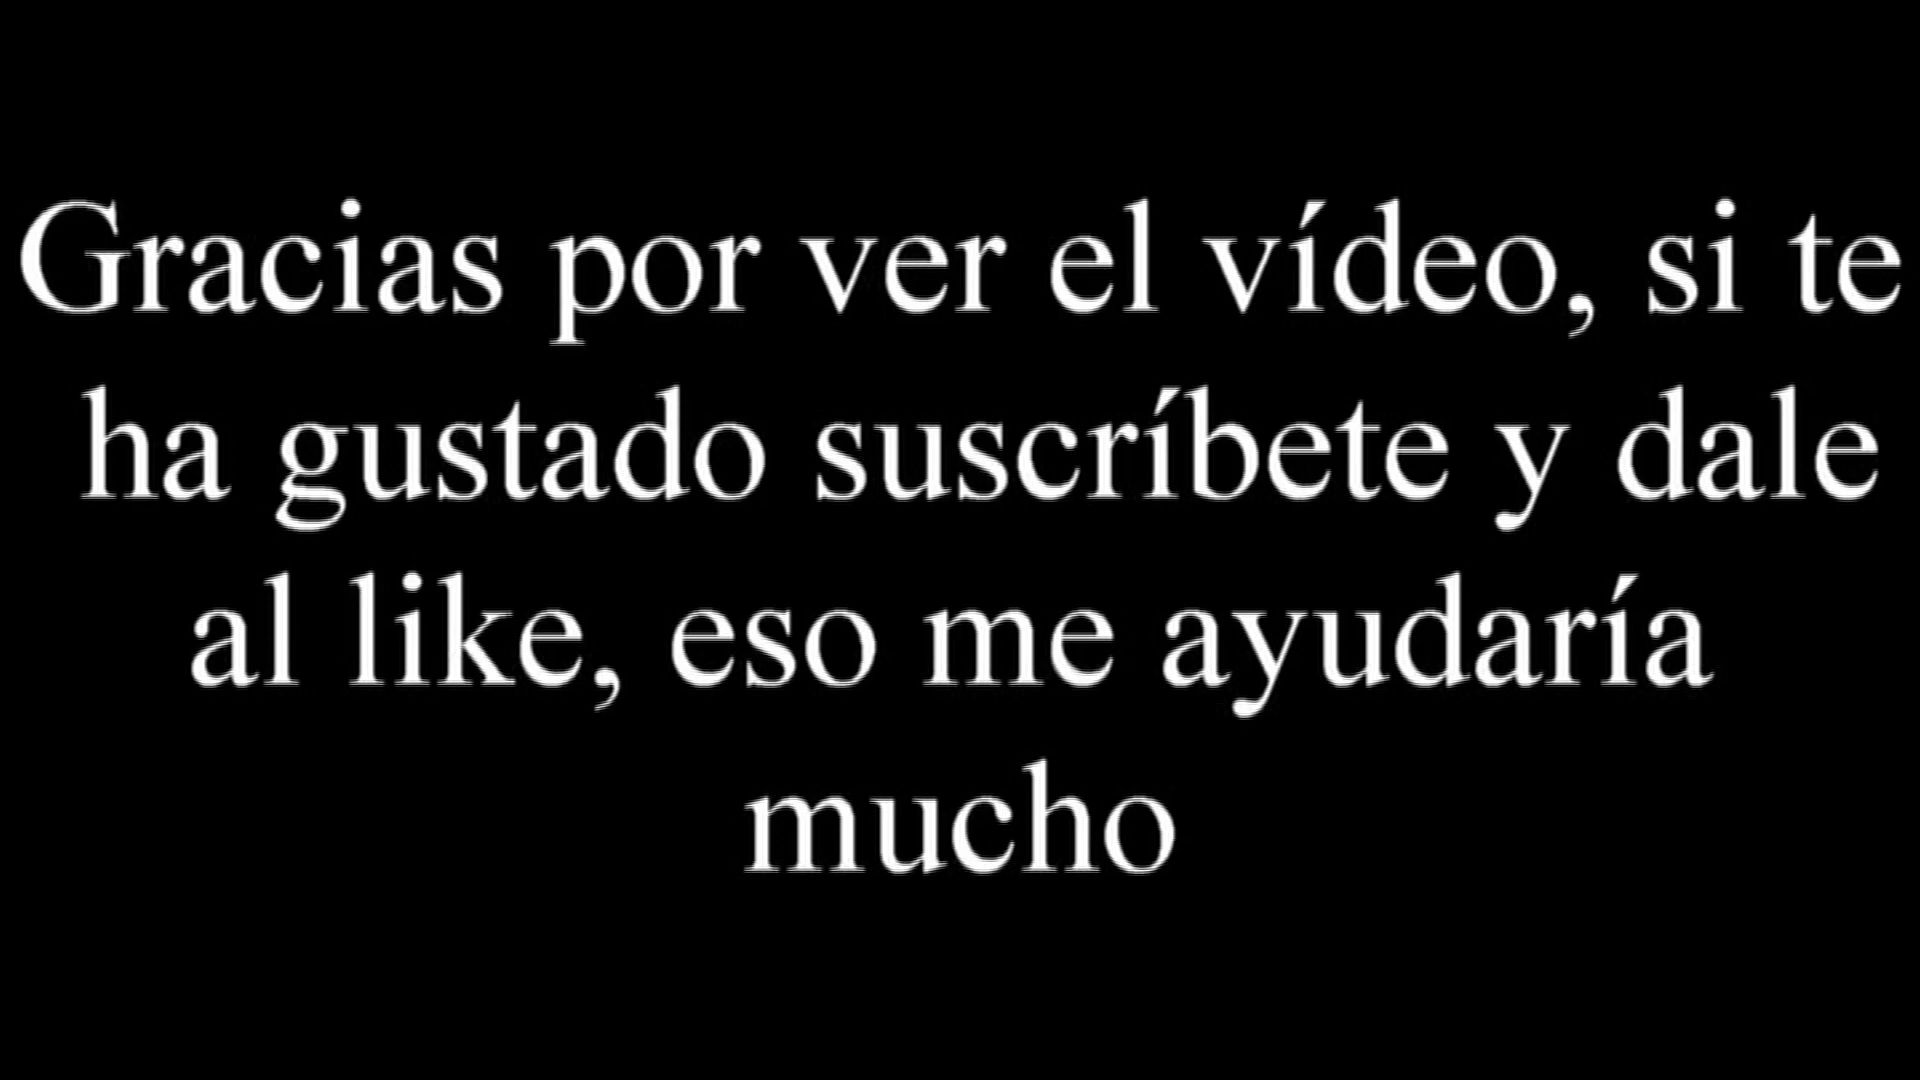 Gracias por ver el vídeo, si te
ha gustado suscríbete y dale
al like, eso me ayudaría
mucho